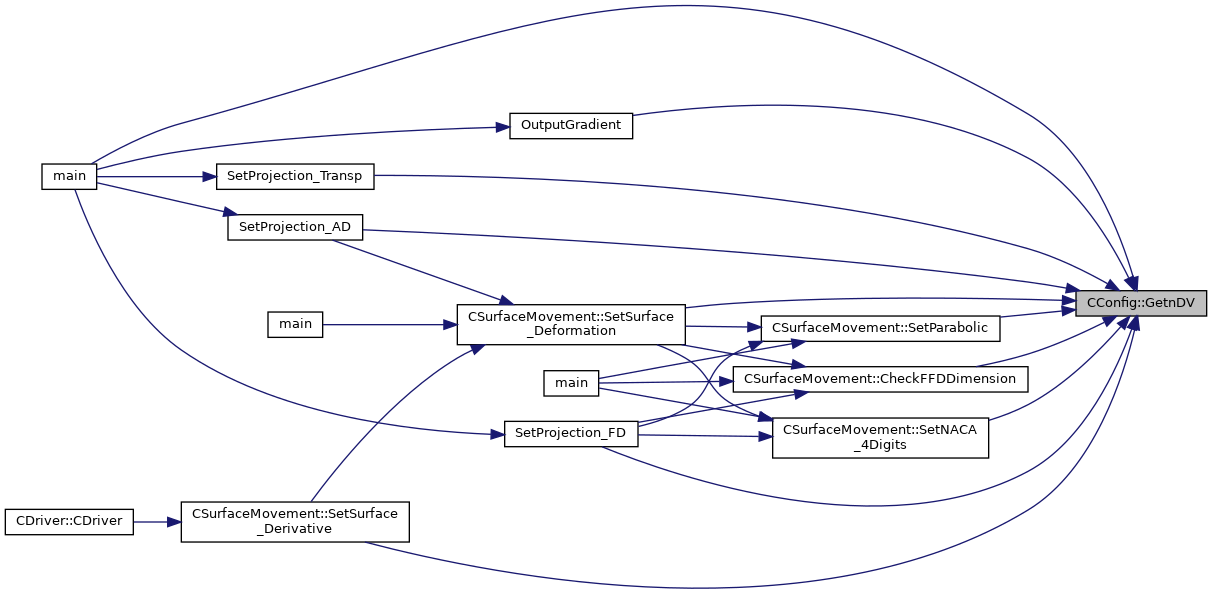 OutputGradient
main
SetProjection_Transp
SetProjection_AD
CConfig::GetnDV
main
CSurfaceMovement::SetSurface
_Deformation
CSurfaceMovement::SetParabolic
main
CSurfaceMovement::CheckFFDDimension
SetProjection_FD
CSurfaceMovement::SetNACA
_4Digits
CDriver::CDriver
CSurfaceMovement::SetSurface
_Derivative